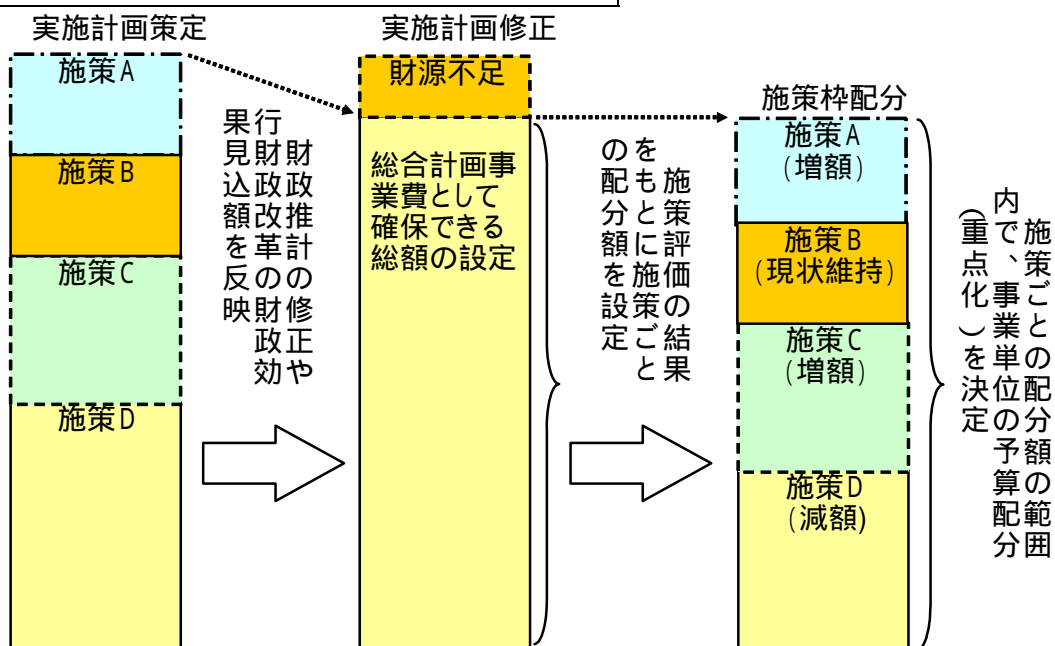 実施計画策定
施策A
施策B
施策C
施策D
財政推計の修正や
行財政改革の財政効
果見込額を反映
実施計画修正
財源不足
総合計画事
業費として
確保できる
総額の設定
施策評価の結果
をもとに施策ごと
の配分額を設定
施策枠配分
施策A
(増額)
施策B
(現状維持)
施策C
(増額)
施策D
(減額)
施策ごとの配分額の範囲
内で、事業単位の予算配分
(重点化)を決定